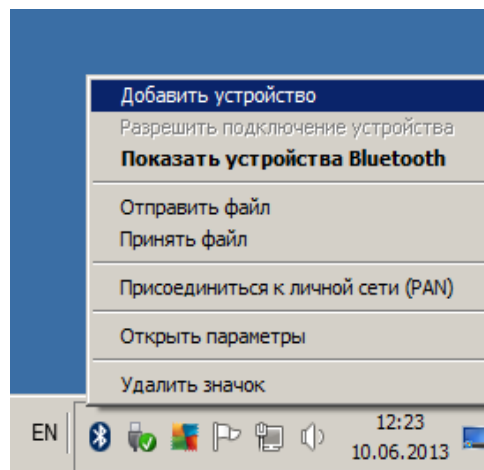 Добавить устройство
Разрешить подключение устройства
Показать устройства Bluetooth
Отправить файл
Принять файл
Присоединиться к личной сети (PAN)
Открыть параметры
Удалить значок
EN
12:23
10.06.2013